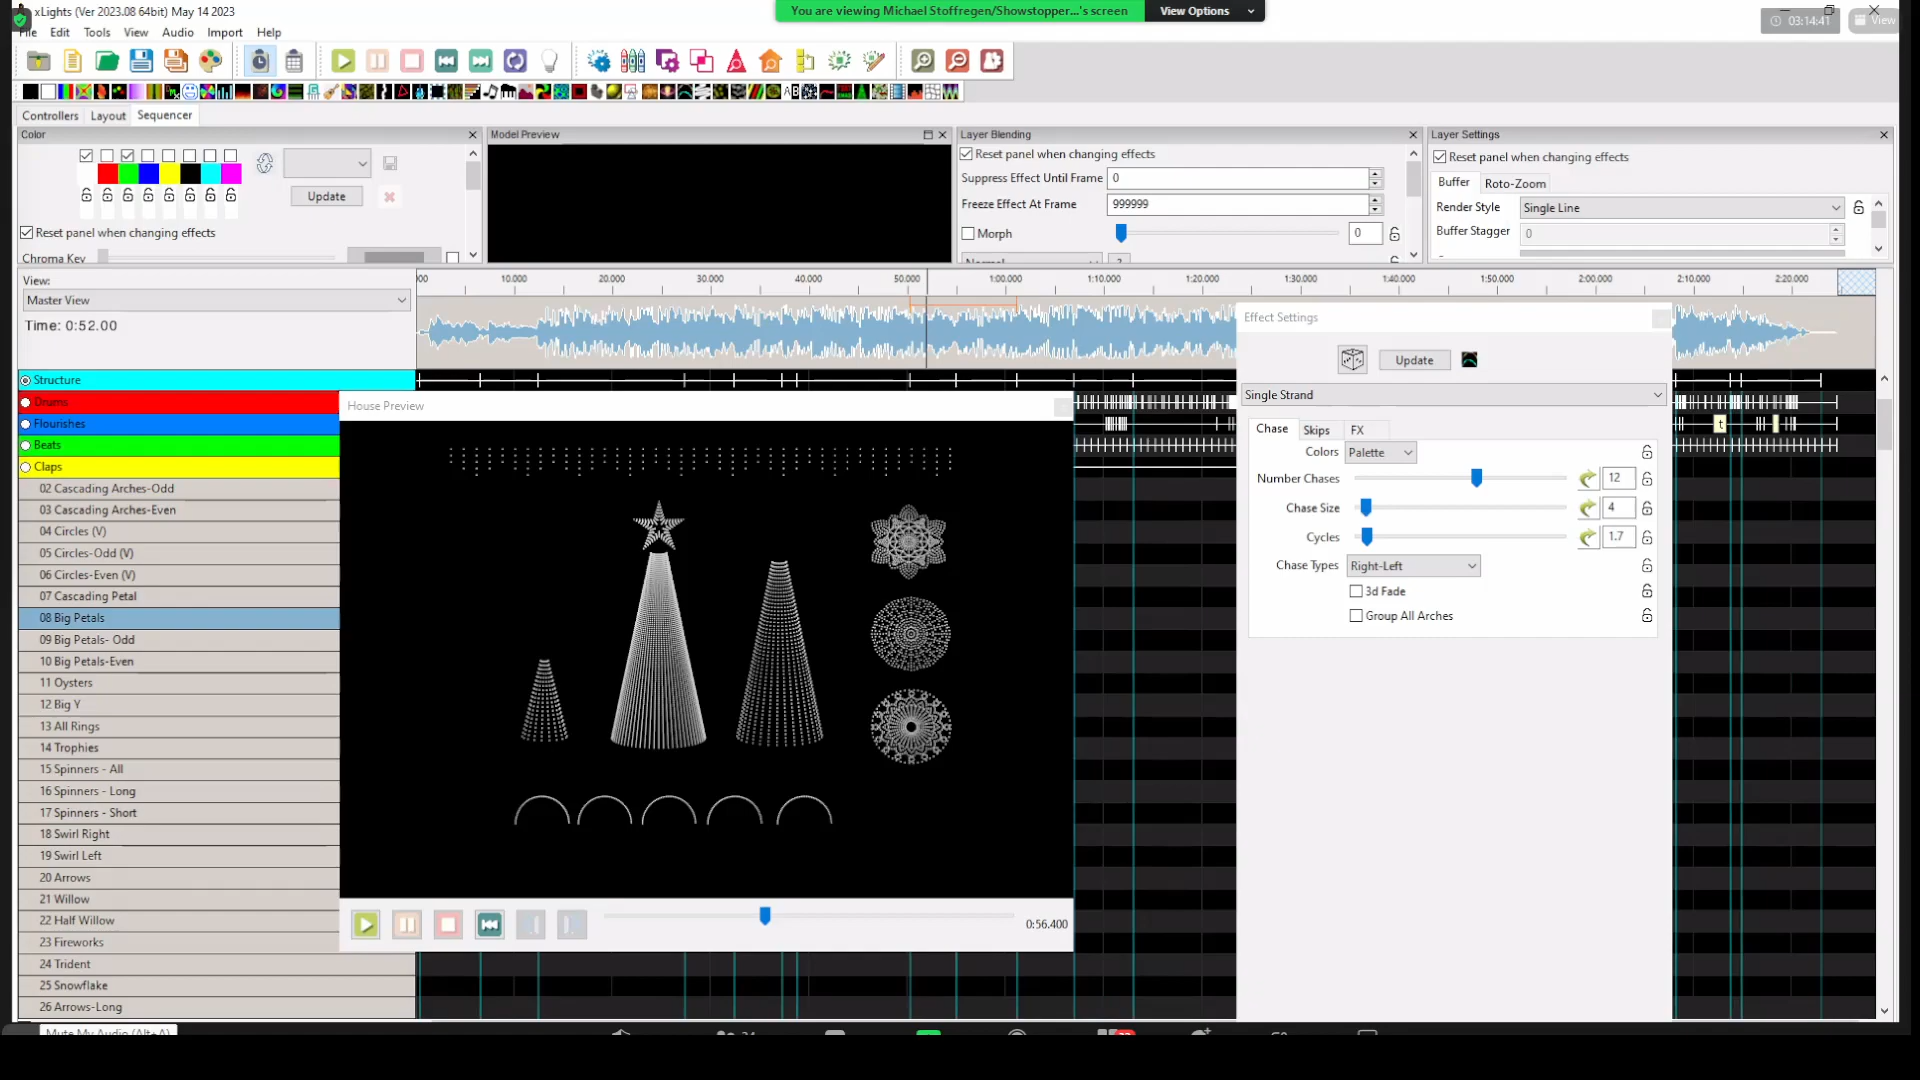 xLights (Ver 2023.08 64bit) May 14 2023
You are viewing Michael Stoffregen/Showstopper...'s screen
View Options
03:14:41
View
File Edit Tools View Audio Import Help
Controllers Layout Sequencer
Color
Model Preview
Layer Blending
Layer Settings
Update
Reset panel when changing effects
Chroma Key
Reset panel when changing effects
Suppress Effect Until Frame 0
Freeze Effect At Frame 999999
Morph 0
Normal
Reset panel when changing effects
Buffer Roto-Zoom
Render Style Single Line
Buffer Stagger 0
View:
Master View
Time: 0:52.00
10.000 20.000 30.000 40.000 50.000 1:00.000 1:10.000 1:20.000 1:30.000 1:40.000 1:50.000 2:00.000 2:10.000 2:20.000
Structure
Drums
Flourishes
Beats
Claps
02 Cascading Arches-Odd
03 Cascading Arches-Even
04 Circles (V)
05 Circles-Odd (V)
06 Circles-Even (V)
07 Cascading Petal
08 Big Petals
09 Big Petals- Odd
10 Big Petals-Even
11 Oysters
12 Big Y
13 All Rings
14 Trophies
15 Spinners - All
16 Spinners - Long
17 Spinners - Short
18 Swirl Right
19 Swirl Left
20 Arrows
21 Willow
22 Half Willow
23 Fireworks
24 Trident
25 Snowflake
26 Arrows-Long
Mute My Audio (Alt+A)
House Preview
0:56.400
Effect Settings
Update
Single Strand
Chase Skips FX
Colors Palette
Number Chases 12
Chase Size 4
Cycles 1.7
Chase Types Right-Left
3d Fade
Group All Arches
t